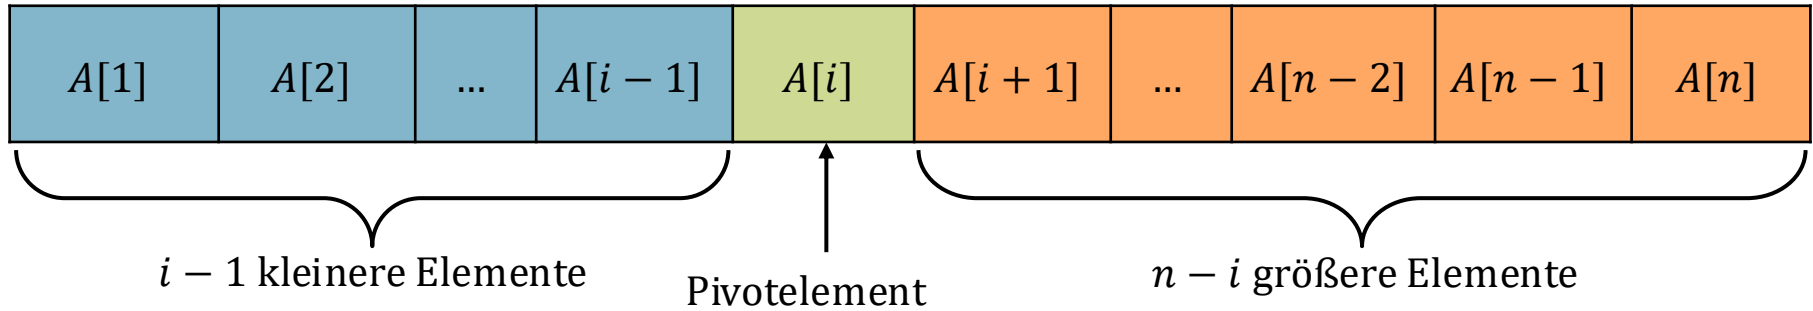 A[1] A[2] ... A[i − 1] A[i] A[i + 1] ... A[n − 2] A[n − 1] A[n]
i − 1 kleinere Elemente
Pivotelement
n − i größere Elemente